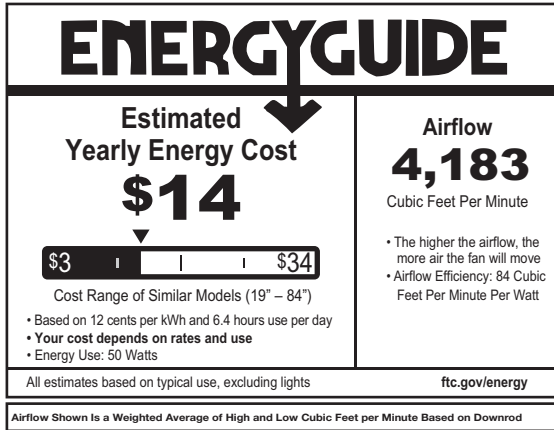 ENERGYGUIDE
Estimated
Yearly Energy Cost
$14
$3
$34
Cost Range of Similar Models (19” – 84”)
• Based on 12 cents per kWh and 6.4 hours use per day
• Your cost depends on rates and use
• Energy Use: 50 Watts
Airflow
4,183
Cubic Feet Per Minute
• The higher the airflow, the
more air the fan will move
• Airflow Efficiency: 84 Cubic
Feet Per Minute Per Watt
All estimates based on typical use, excluding lights
ftc.gov/energy
Airflow Shown Is a Weighted Average of High and Low Cubic Feet per Minute Based on Downrod